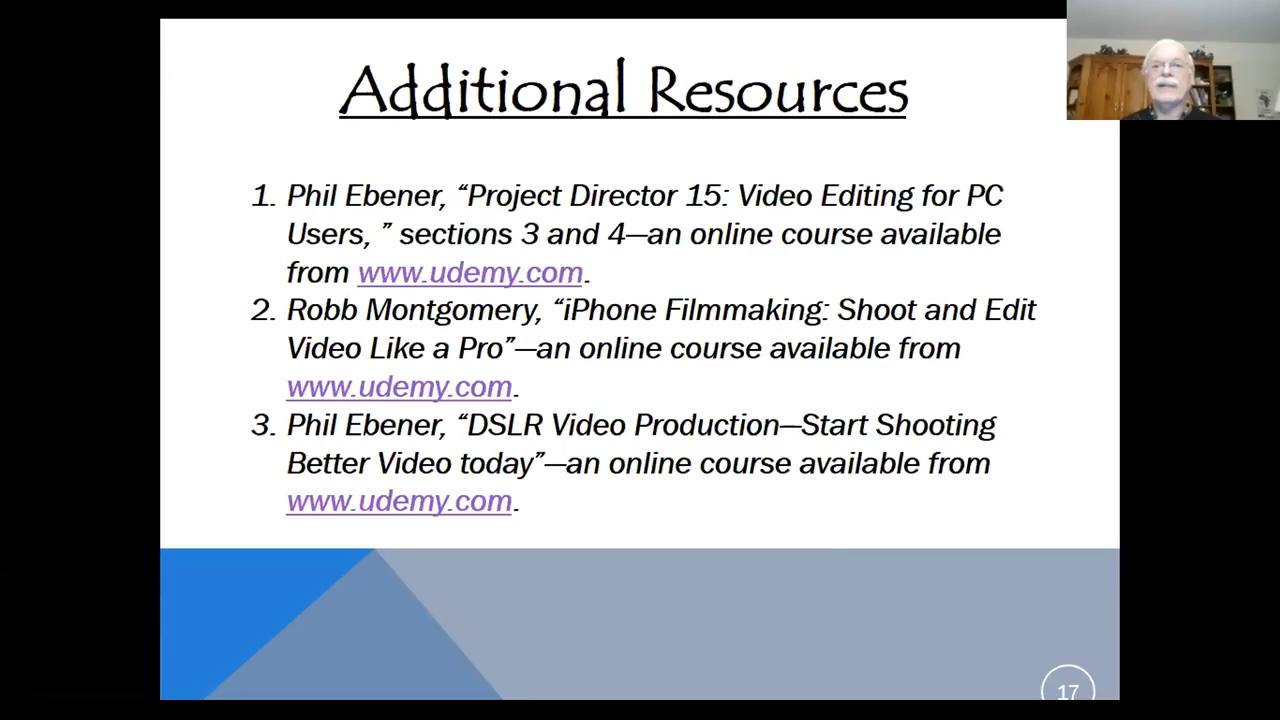 Additional Resources
1. Phil Ebener, “Project Director 15: Video Editing for PC
Users, ” sections 3 and 4—an online course available
from www.udemy.com.
2. Robb Montgomery, “iPhone Filmmaking: Shoot and Edit
Video Like a Pro”—an online course available from
www.udemy.com.
3. Phil Ebener, “DSLR Video Production—Start Shooting
Better Video today”—an online course available from
www.udemy.com.
17